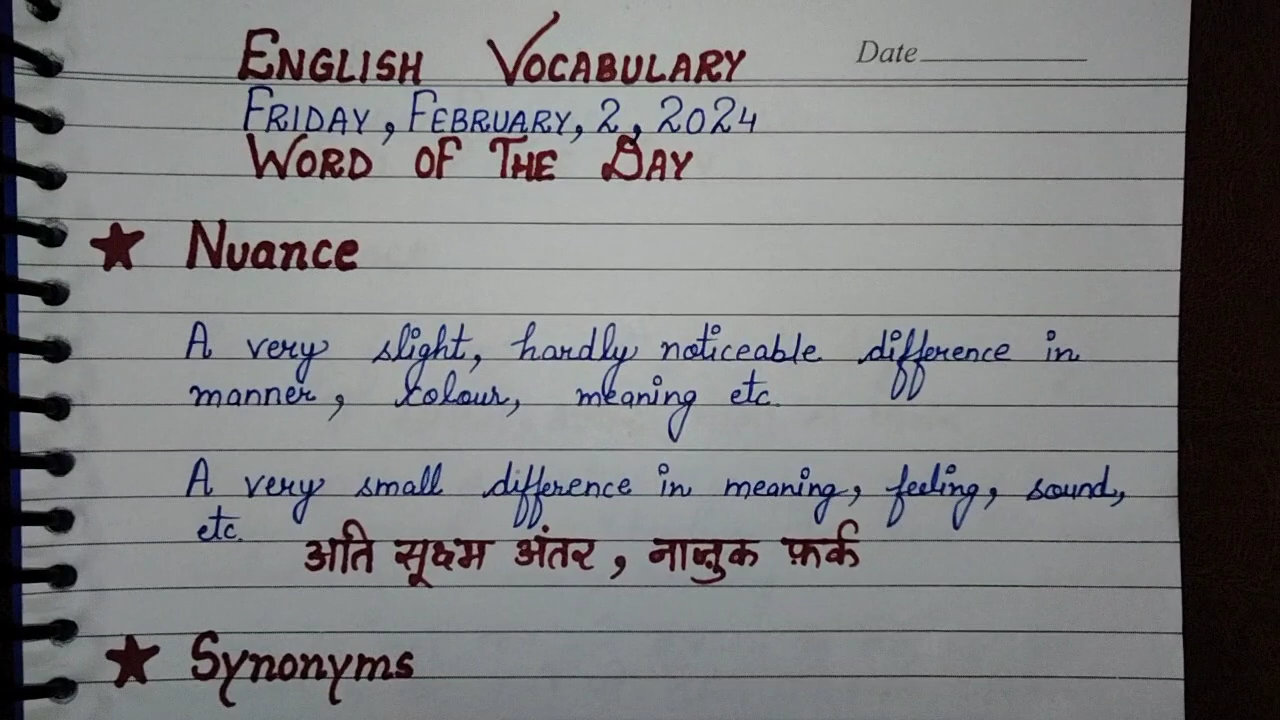 ENGLISH VOCABULARY Date
FRIDAY, FEBRUARY, 2, 2024
WORD OF THE DAY
★ Nuance
A very slight, hardly noticeable difference in
manner, colour, meaning etc.
A very small difference in meaning, feeling, sound,
etc.
अति सूक्ष्म अंतर, नाज़ुक फ़र्क
★ Synonyms